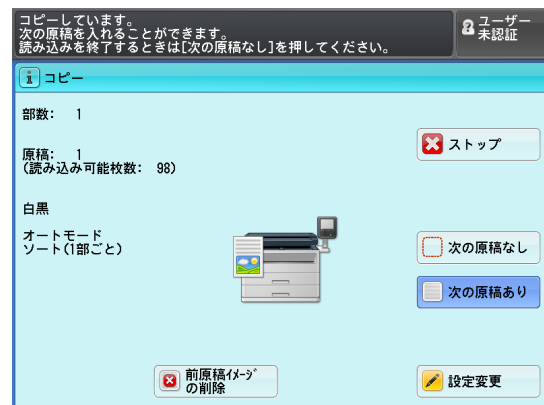 コピーしています。
次の原稿を入れることができます。
読み込みを終了するときは[次の原稿なし]を押してください。
ユーザー
未認証
コピー
部数: 1
原稿: 1
(読み込み可能枚数: 98)
ストップ
白黒
オートモード
ソート(1部ごと)
次の原稿なし
次の原稿あり
前原稿ｲﾒｰｼﾞ
の削除
設定変更